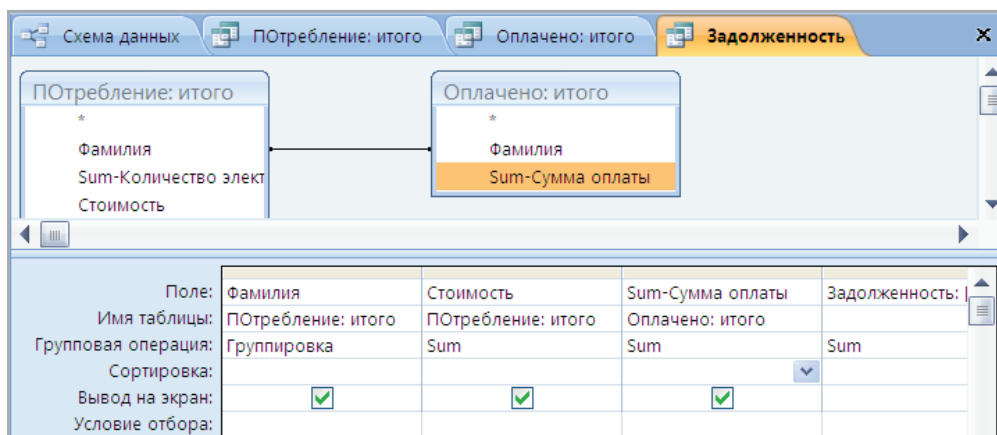 Схема данных ПОтребление: итого Оплачено: итого Задолженность
ПОтребление: итого Оплачено: итого
* *
Фамилия Фамилия
Sum-Количество элект Sum-Сумма оплаты
Стоимость
Поле: Фамилия Стоимость Sum-Сумма оплаты Задолженность: [
Имя таблицы: ПОтребление: итого ПОтребление: итого Оплачено: итого
Групповая операция: Группировка Sum Sum Sum
Сортировка:
Вывод на экран:
Условие отбора: